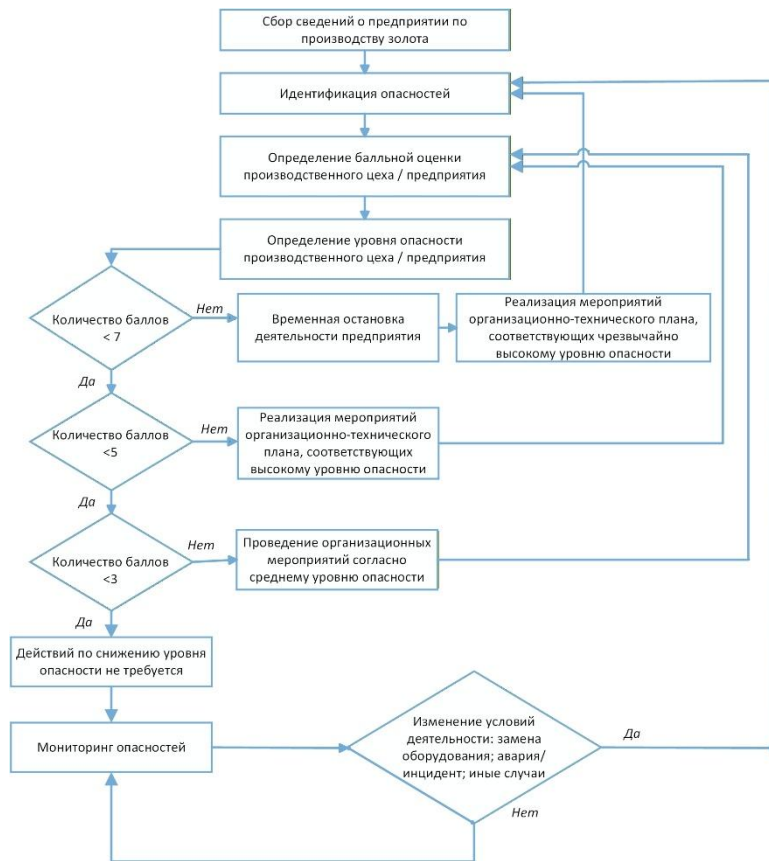 Сбор сведений о предприятии по
производству золота
Идентификация опасностей
Определение балльной оценки
производственного цеха / предприятия
Определение уровня опасности
производственного цеха / предприятия
Количество баллов
< 7
Нет
Временная остановка
деятельности предприятия
Реализация мероприятий
организационно-технического плана,
соответствующих чрезвычайно
высокому уровню опасности
Да
Количество баллов
<5
Нет
Реализация мероприятий
организационно-технического
плана, соответствующих
высокому уровню опасности
Да
Количество баллов
<3
Нет
Проведение организационных
мероприятий согласно
среднему уровню опасности
Да
Действий по снижению уровня
опасности не требуется
Мониторинг опасностей
Изменение условий
деятельности: замена
оборудования; авария/
инцидент; иные случаи
Да
Нет